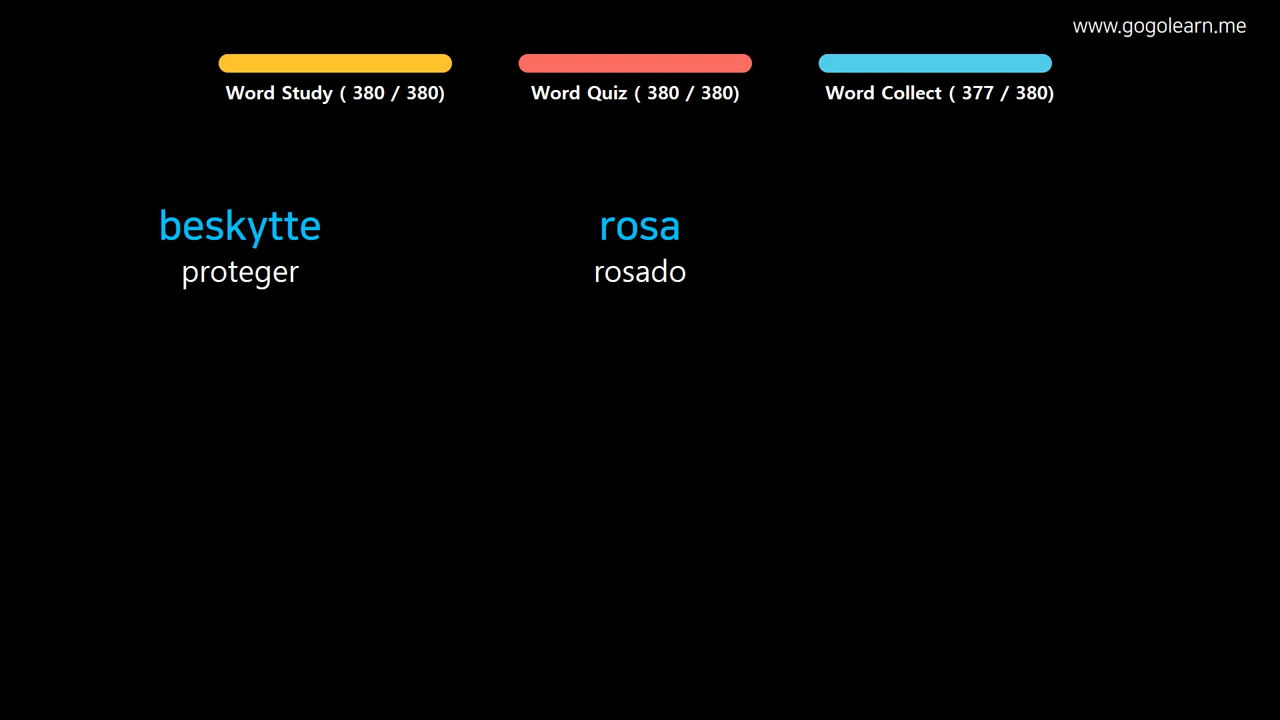 www.gogolearn.me
Word Study ( 380 / 380)
Word Quiz ( 380 / 380)
Word Collect ( 377 / 380)
beskytte
proteger
rosa
rosado